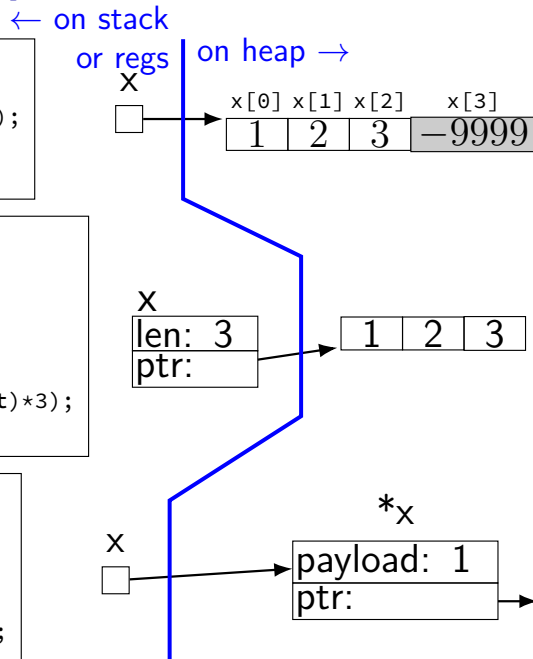 ← on stack
or regs
on heap →
x
x[0] x[1] x[2] x[3]
1 2 3 −9999
);
x
len: 3
ptr:
1 2 3
t)*3);
*x
x
payload: 1
ptr:
;